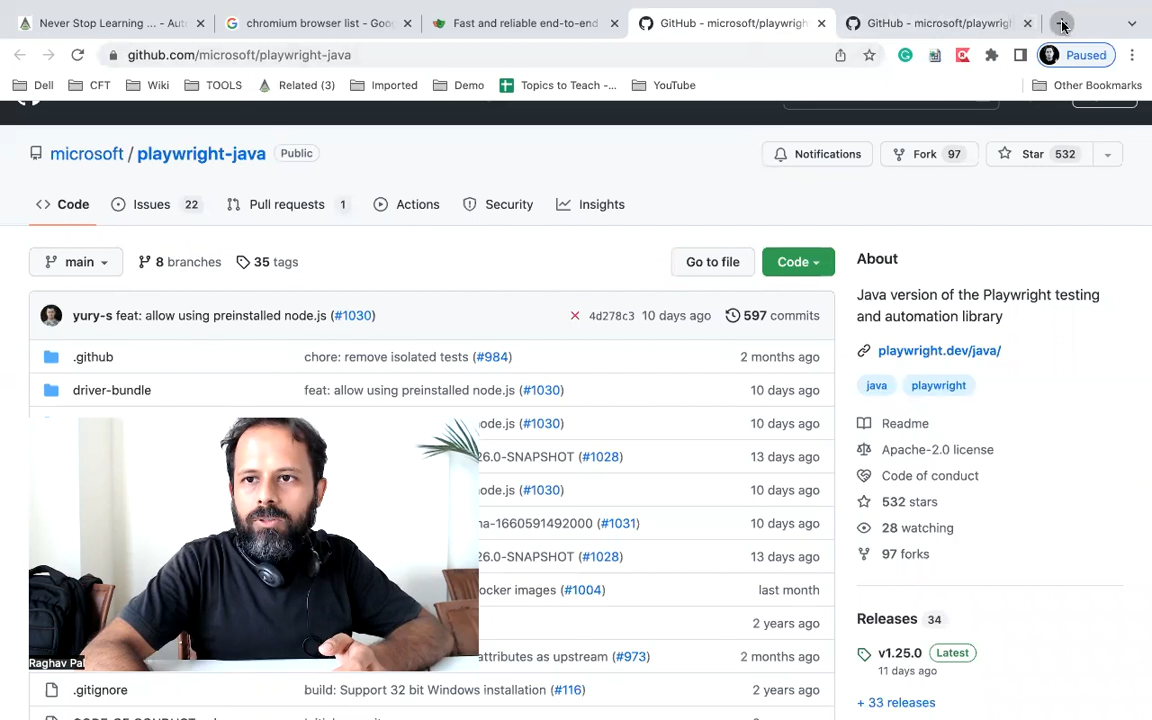 Never Stop Learning ... - Aut
chromium browser list - Goo
Fast and reliable end-to-end
GitHub - microsoft/playwrigh
GitHub - microsoft/playwrigh
github.com/microsoft/playwright-java
Paused
Dell
CFT
Wiki
TOOLS
Related (3)
Imported
Demo
Topics to Teach -...
YouTube
Other Bookmarks
microsoft / playwright-java
Public
Notifications
Fork 97
Star 532
Code
Issues 22
Pull requests 1
Actions
Security
Insights
main
8 branches
35 tags
Go to file
Code
yury-s feat: allow using preinstalled node.js (#1030)
4d278c3 10 days ago
597 commits
.github
chore: remove isolated tests (#984)
2 months ago
driver-bundle
feat: allow using preinstalled node.js (#1030)
10 days ago
ode.js (#1030)
10 days ago
26.0-SNAPSHOT (#1028)
13 days ago
ode.js (#1030)
10 days ago
ha-1660591492000 (#1031)
10 days ago
26.0-SNAPSHOT (#1028)
13 days ago
ocker images (#1004)
last month
2 years ago
attributes as upstream (#973)
2 months ago
.gitignore
build: Support 32 bit Windows installation (#116)
2 years ago
About
Java version of the Playwright testing
and automation library
playwright.dev/java/
java
playwright
Readme
Apache-2.0 license
Code of conduct
532 stars
28 watching
97 forks
Releases 34
v1.25.0 Latest
11 days ago
+ 33 releases
Raghav Pal